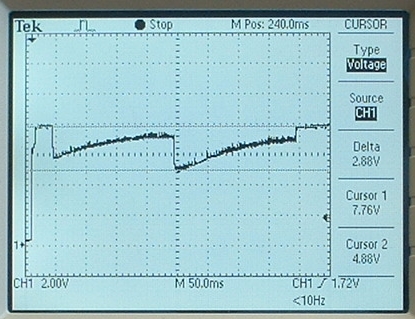 Tek Stop M Pos: 240.0ms CURSOR
Type
Voltage
Source
CH1
Delta
2.88V
Cursor 1
7.76V
Cursor 2
4.88V
1
CH1 2.00V M 50.0ms CH1 1.72V
<10Hz